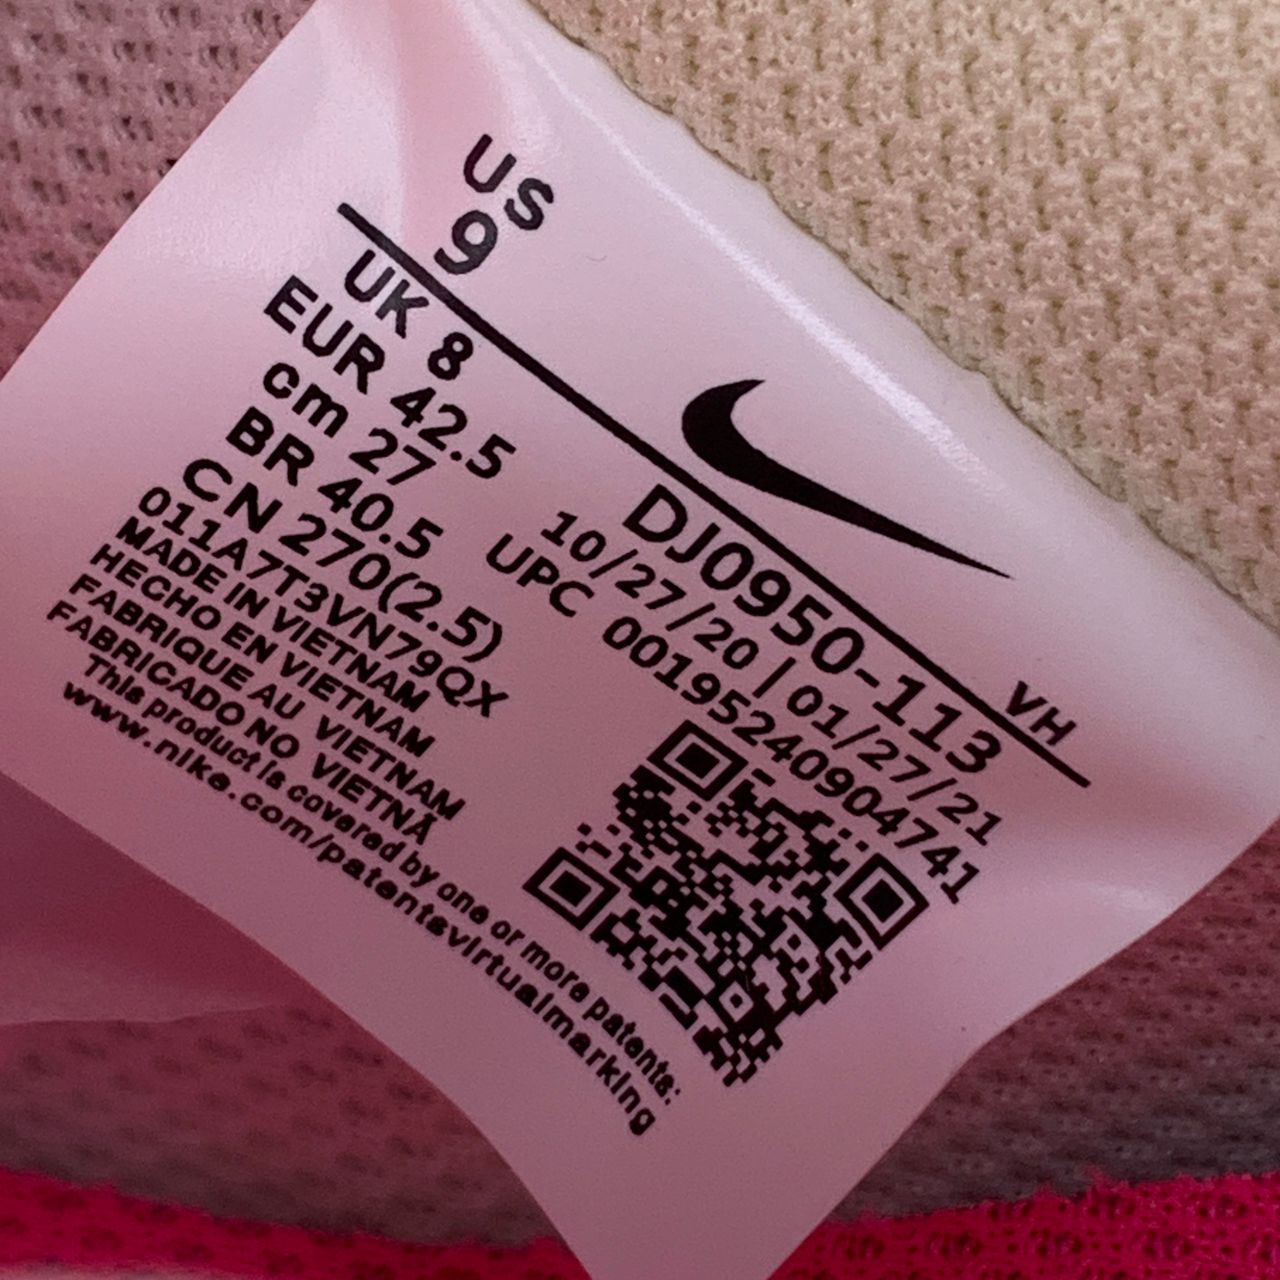 US
9
VH
UK 8
EUR 42.5
cm 27
BR 40.5
CN 270(2.5)
DJ0950-113
10/27/20 | 01/27/21
UPC 00195240904741
011A7T3VN79QX
MADE IN VIETNAM
HECHO EN VIETNAM
FABRIQUE AU VIETNAM
FABRICADO NO VIETNÃ
This product is covered by one or more patents:
www.nike.com/patentsvirtualmarking